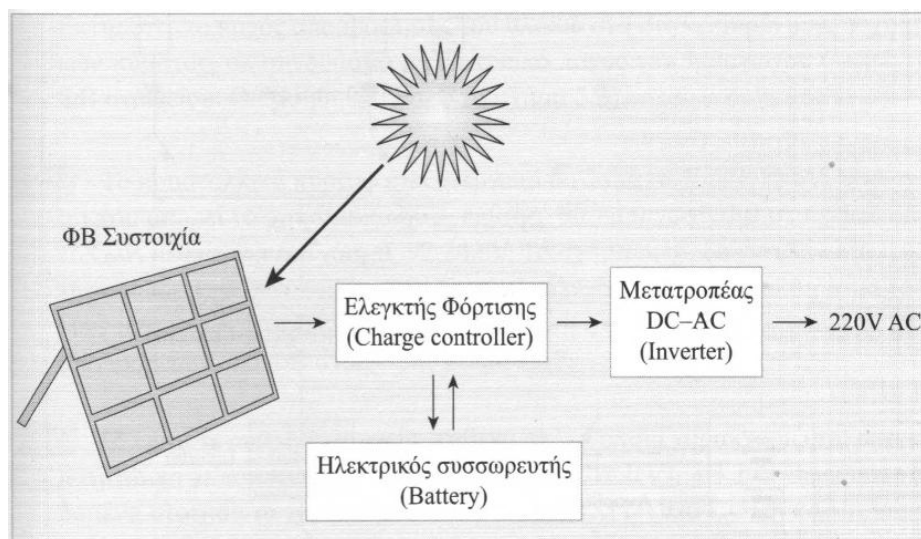 ΦΒ Συστοιχία
Ελεγκτής Φόρτισης
(Charge controller)
Μετατροπέας
DC–AC
(Inverter)
220V AC
Ηλεκτρικός συσσωρευτής
(Battery)